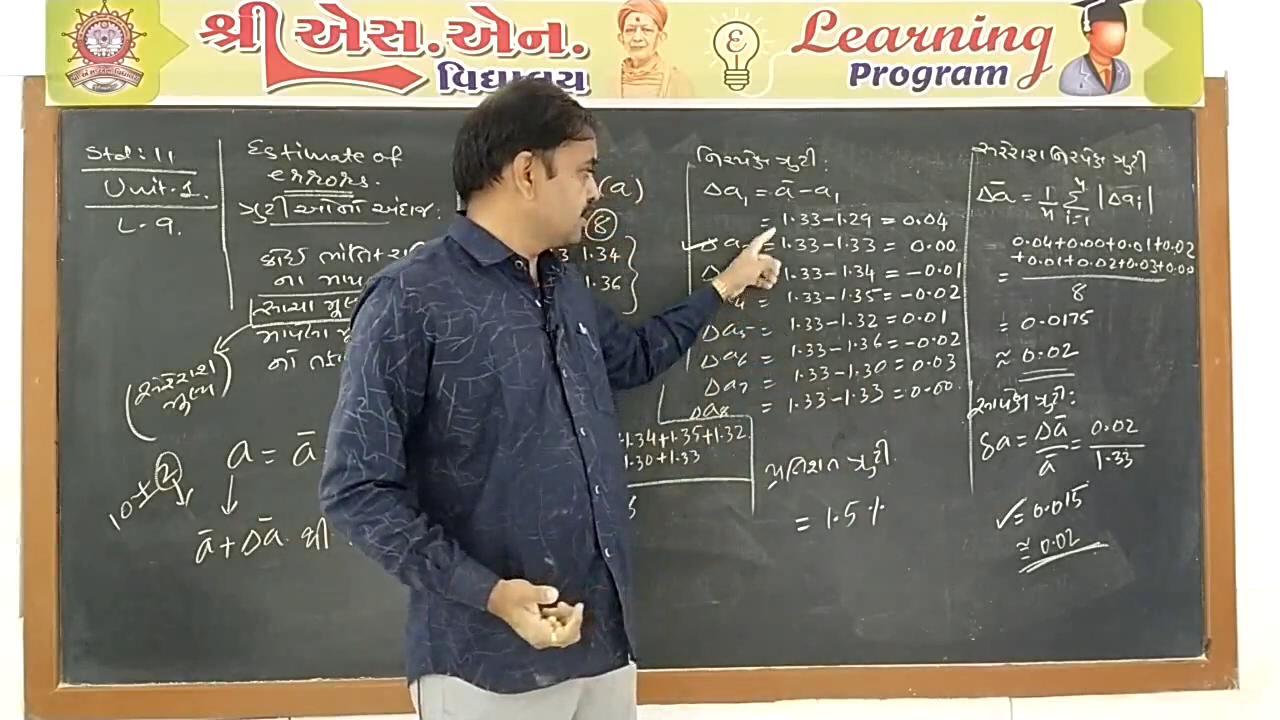 શ્રી એસ.એન.
વિદ્યાલય
Learning
Program
Std: 11
Unit-1.
L-9.
Estimate of
errors.
ત્રુટીઓનો અંદાજ:
ના માપ
સાચા મૂલ
(સરેરાશ
મૂલ્ય)
a = ā
10±2
ā+Δā થી
(a)
8
1.34
1.36
1.34+1.35+1.32
1.30+1.33
નિરપેક્ષ ત્રુટી:
Δa₁ = ā-a₁
= 1.33-1.29 = 0.04
= 1.33-1.33 = 0.00
1.33-1.34 = -0.01
= 1.33-1.35 = -0.02
Δa₅ = 1.33-1.32 = 0.01
Δa₆ = 1.33-1.36 = -0.02
Δa₇ = 1.33-1.30 = 0.03
Δa₈ = 1.33-1.33 = 0.00
પ્રતિશત ત્રુટી
= 1.5 %
સરેરાશ નિરપેક્ષ ત્રુટી
Δā = 1/n Σ |Δaᵢ|
0.04+0.00+0.01+0.02
+0.01+0.02+0.03+0.00
=
8
= 0.0175
≈ 0.02
સાપેક્ષ ત્રુટી:
δa = Δā/ā = 0.02/1.33
= 0.015
≅ 0.02